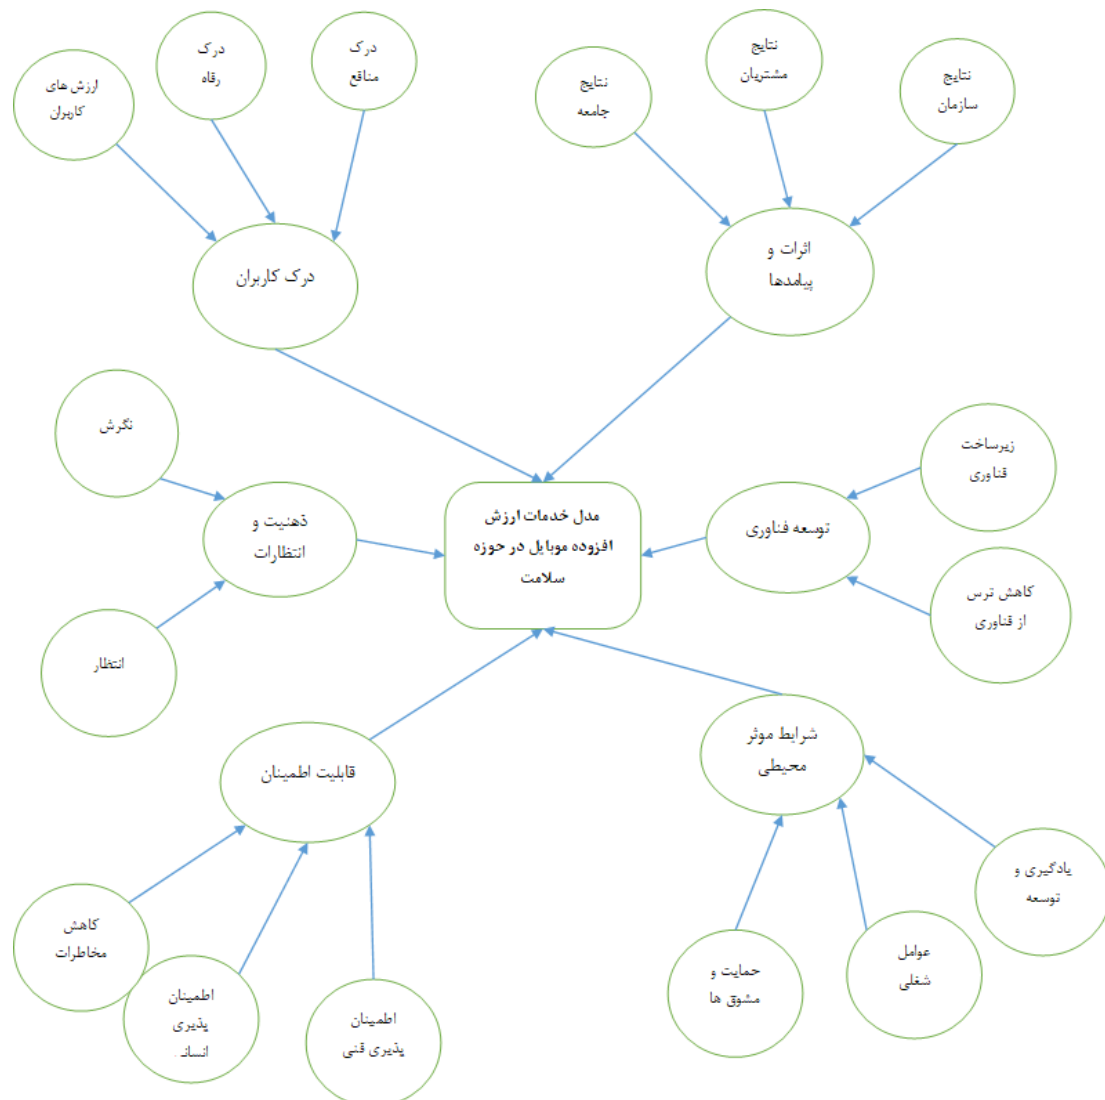 درک
منافع
درک
رفاه
ارزش های
کاربران
نتایج
سازمان
نتایج
مشتریان
نتایج
جامعه
درک کاربران
اثرات و
پیامدها
نگرش
ذهنیت و
انتظارات
انتظار
مدل خدمات ارزش
افزوده موبایل در حوزه
سلامت
توسعه فناوری
زیرساخت
فناوری
کاهش ترس
از فناوری
قابلیت اطمینان
شرایط موثر
محیطی
کاهش
مخاطرات
اطمینان
پذیری
انسانی
اطمینان
پذیری فنی
حمایت و
مشوق ها
عوامل
شغلی
یادگیری و
توسعه